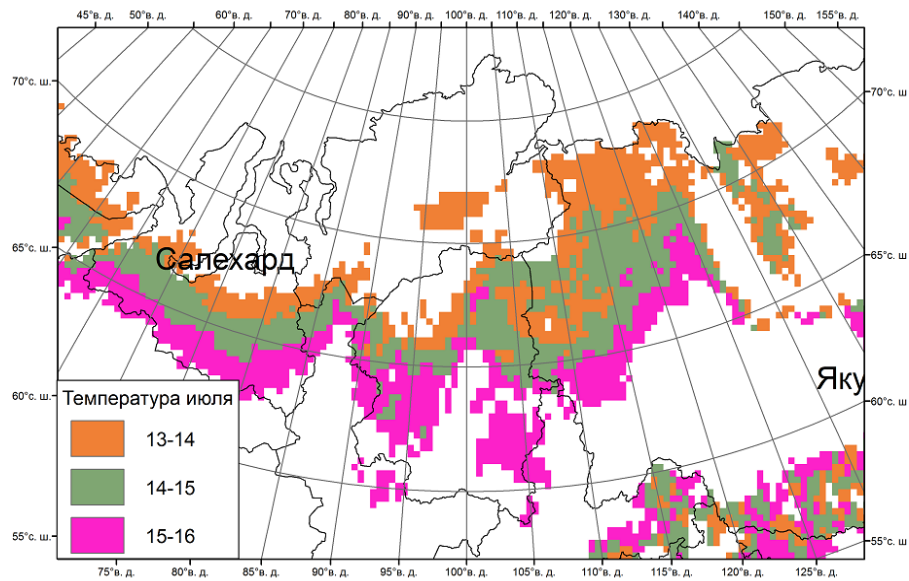 45°в. д. 50°в. д. 60°в. д. 70°в. д. 80°в. д. 90°в. д. 100°в. д. 110°в. д. 120°в. д. 130°в. д. 140°в. д. 150°в. д. 155°в. д.
70°с. ш. 70°с. ш
65°с. ш. 65°с. ш
Салехард
Яку
60°с. ш. 60°с. ш
Температура июля
13-14
14-15
15-16
55°с. ш. 55°с. ш
75°в. д. 80°в. д. 85°в. д. 90°в. д. 95°в. д. 100°в. д. 105°в. д. 110°в. д. 115°в. д. 120°в. д. 125°в. д.